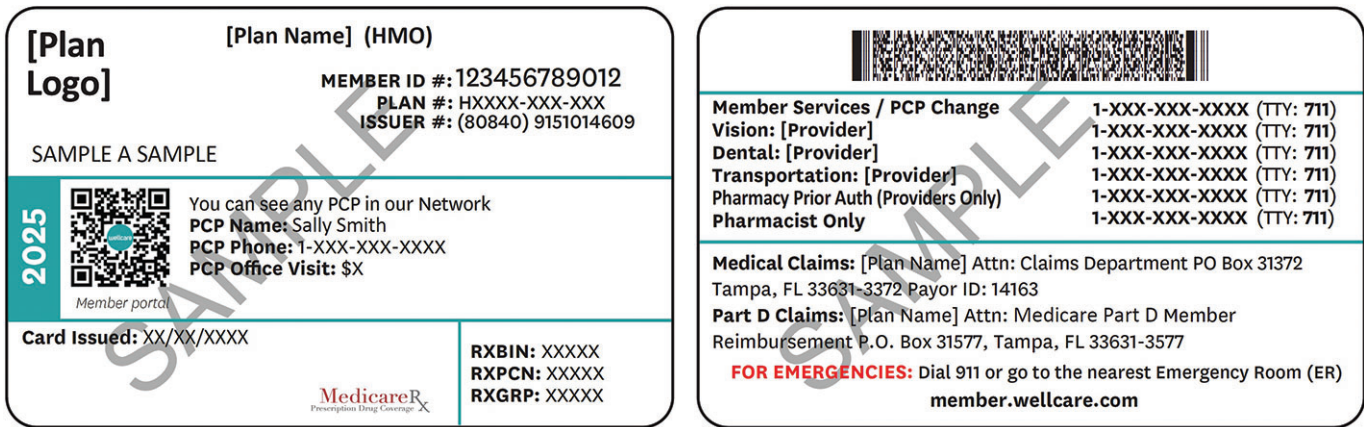 [Plan
Logo]
[Plan Name] (HMO)
MEMBER ID #: 123456789012
PLAN #: HXXXX-XXX-XXX
ISSUER #: (80840) 9151014609
SAMPLE A SAMPLE
2025
wellcare
Member portal
You can see any PCP in our Network
PCP Name: Sally Smith
PCP Phone: 1-XXX-XXX-XXXX
PCP Office Visit: $X
Card Issued: XX/XX/XXXX
MedicareRx
Prescription Drug Coverage
RXBIN: XXXXX
RXPCN: XXXXX
RXGRP: XXXXX
SAMPLE
Member Services / PCP Change 1-XXX-XXX-XXXX (TTY: 711)
Vision: [Provider] 1-XXX-XXX-XXXX (TTY: 711)
Dental: [Provider] 1-XXX-XXX-XXXX (TTY: 711)
Transportation: [Provider] 1-XXX-XXX-XXXX (TTY: 711)
Pharmacy Prior Auth (Providers Only) 1-XXX-XXX-XXXX (TTY: 711)
Pharmacist Only 1-XXX-XXX-XXXX (TTY: 711)
Medical Claims: [Plan Name] Attn: Claims Department PO Box 31372
Tampa, FL 33631-3372 Payor ID: 14163
Part D Claims: [Plan Name] Attn: Medicare Part D Member
Reimbursement P.O. Box 31577, Tampa, FL 33631-3577
FOR EMERGENCIES: Dial 911 or go to the nearest Emergency Room (ER)
member.wellcare.com
SAMPLE